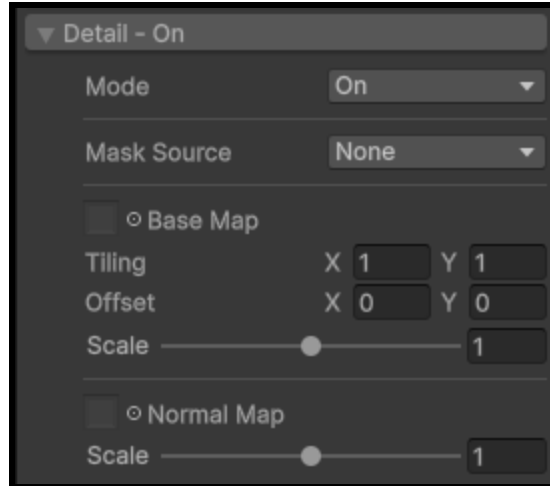 Detail - On
Mode On
Mask Source None
Base Map
Tiling X 1 Y 1
Offset X 0 Y 0
Scale 1
Normal Map
Scale 1